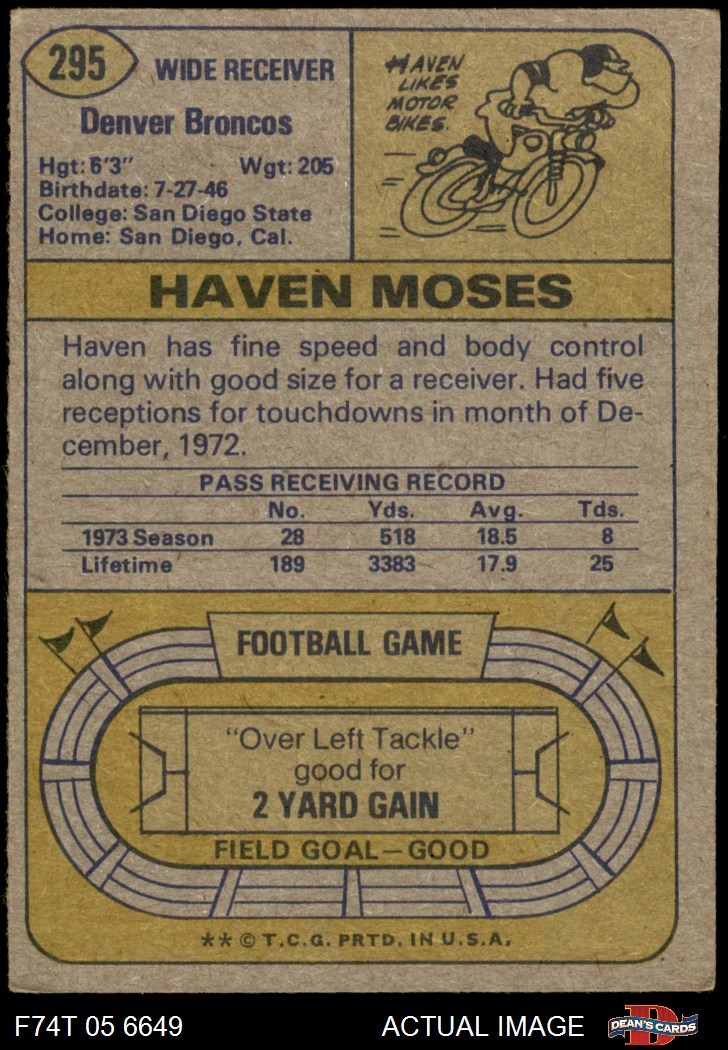 295
WIDE RECEIVER
Denver Broncos
Hgt: 6'3" Wgt: 205
Birthdate: 7-27-46
College: San Diego State
Home: San Diego, Cal.
HAVEN
LIKES
MOTOR
BIKES.
HAVEN MOSES
Haven has fine speed and body control
along with good size for a receiver. Had five
receptions for touchdowns in month of De-
cember, 1972.
PASS RECEIVING RECORD
No. Yds. Avg. Tds.
1973 Season 28 518 18.5 8
Lifetime 189 3383 17.9 25
FOOTBALL GAME
"Over Left Tackle"
good for
2 YARD GAIN
FIELD GOAL—GOOD
** © T.C.G. PRTD. IN U.S.A.
F74T 05 6649 ACTUAL IMAGE
D
DEAN'S CARDS